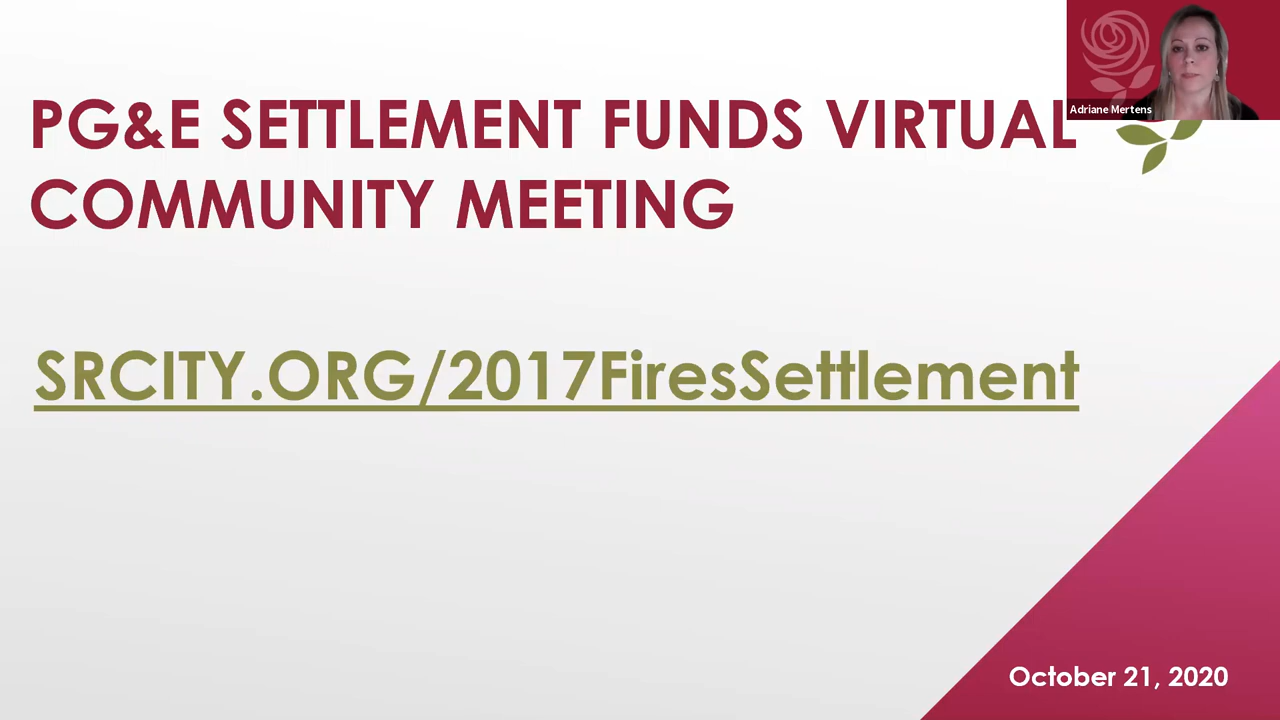 PG&E SETTLEMENT FUNDS VIRTUAL
COMMUNITY MEETING
Adriane Mertens
SRCITY.ORG/2017FiresSettlement
October 21, 2020